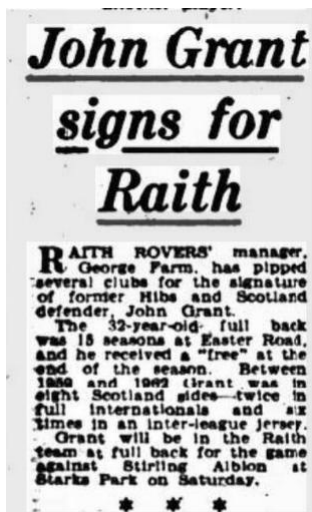 John Grant
signs for
Raith
RAITH ROVERS' manager,
George Farm, has pipped
several clubs for the signature
of former Hibs and Scotland
defender, John Grant.
The 32-year-old full back
was 15 seasons at Easter Road,
and he received a "free" at the
end of the season. Between
1959 and 1962 Grant was in
eight Scotland sides—twice in
full internationals and six
times in an inter-league jersey.
Grant will be in the Raith
team at full back for the game
against Stirling Albion at
Starks Park on Saturday.
* * *